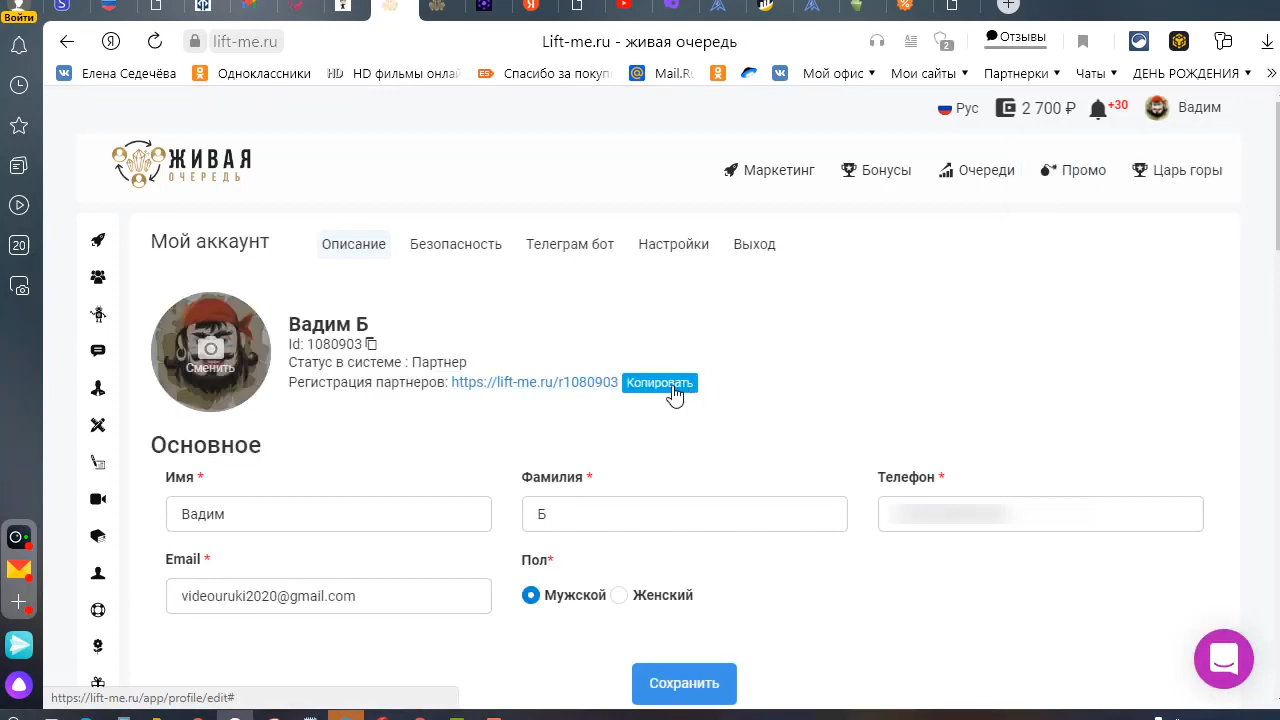 Войти
lift-me.ru
Lift-me.ru - живая очередь
2
Отзывы
Елена Седечёва
Одноклассники
HD HD фильмы онлай
ES Спасибо за покуп
Mail.Ru
Мой офис
Мои сайты
Партнерки
Чаты
ДЕНЬ РОЖДЕНИЯ
»
Рус
2 700 ₽
+30
Вадим
ЖИВАЯ
ОЧЕРЕДЬ
Маркетинг
Бонусы
Очереди
Промо
Царь горы
20
Мой аккаунт
Описание
Безопасность
Телеграм бот
Настройки
Выход
Сменить
Вадим Б
Id: 1080903
Статус в системе : Партнер
Регистрация партнеров: https://lift-me.ru/r1080903 Копировать
Основное
Имя *
Фамилия *
Телефон *
Вадим
Б
Email *
Пол*
videouruki2020@gmail.com
Мужской
Женский
Сохранить
https://lift-me.ru/app/profile/edit#